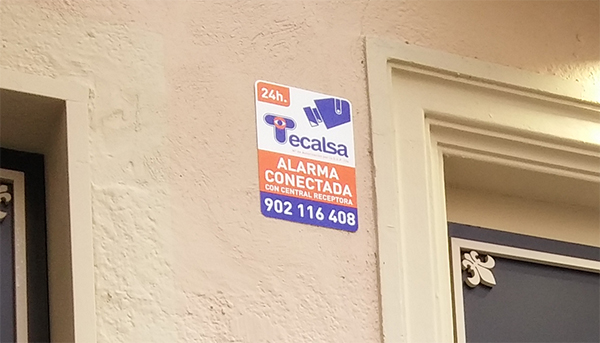 24h.
Tecalsa
ALARMA
CONECTADA
CON CENTRAL RECEPTORA
902 116 408